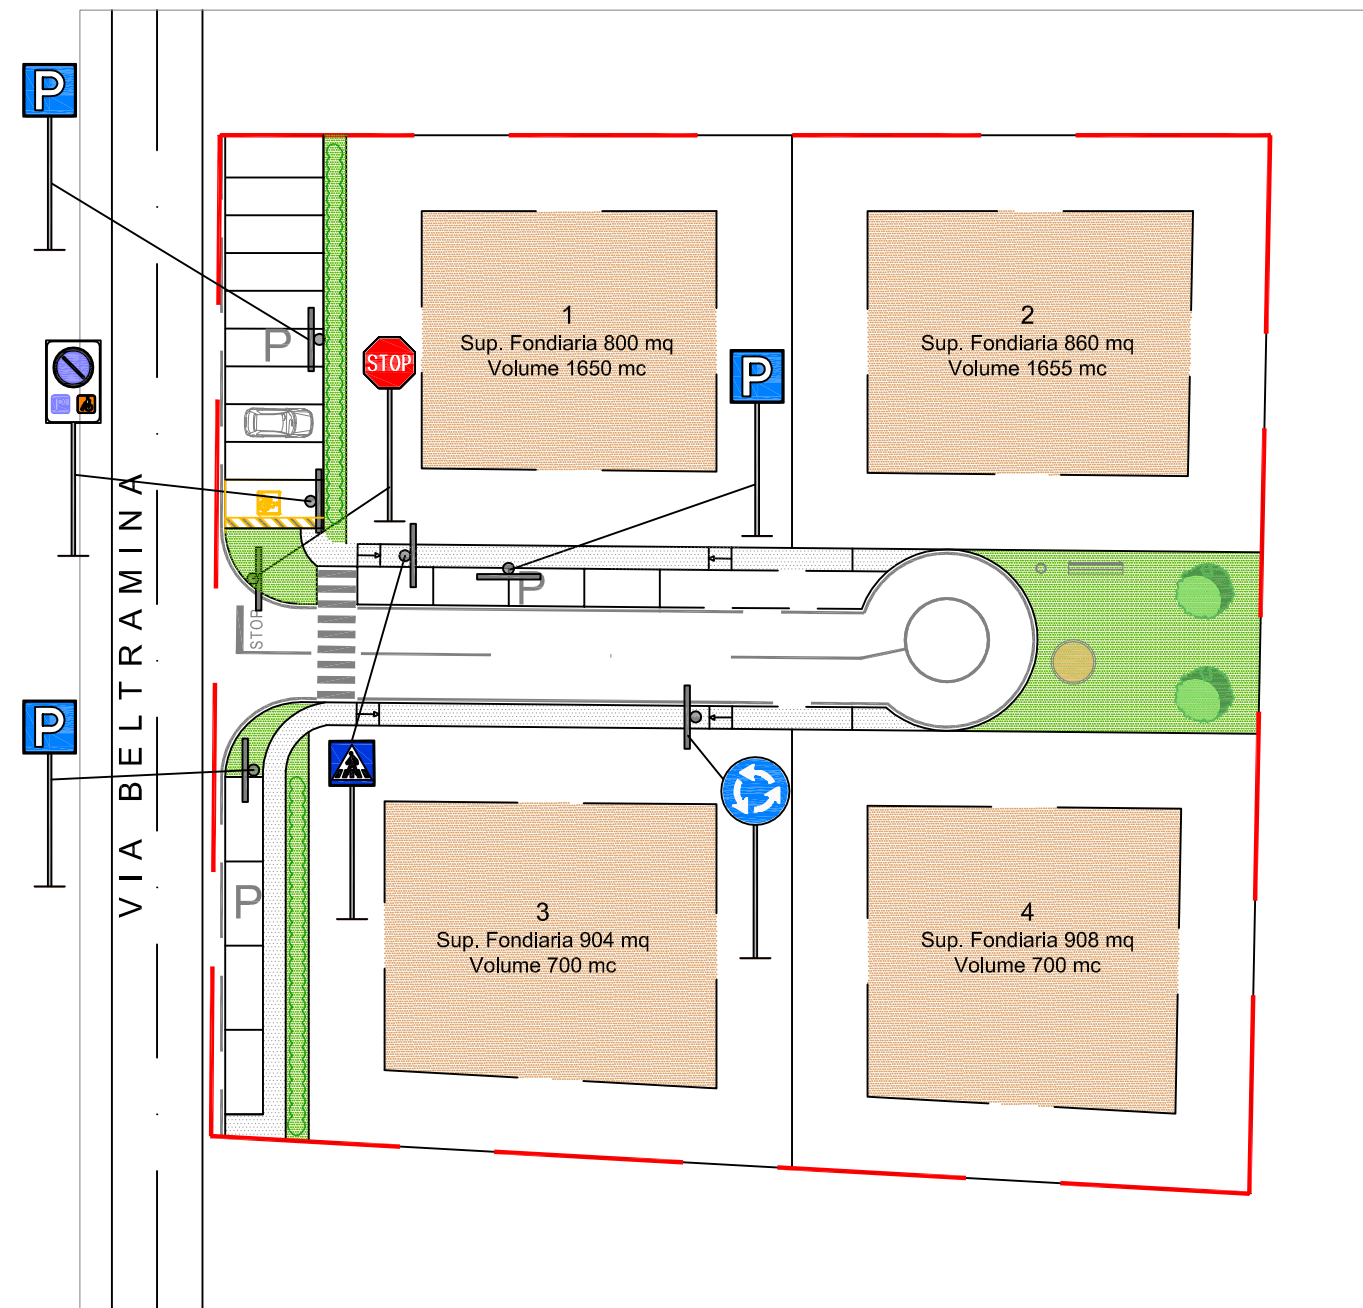 P
STOP
P
1
Sup. Fondiaria 800 mq
Volume 1650 mc
2
Sup. Fondiaria 860 mq
Volume 1655 mc
P
VIA BELTRAMINA
P
STOP
P
P
3
Sup. Fondiaria 904 mq
Volume 700 mc
4
Sup. Fondiaria 908 mq
Volume 700 mc